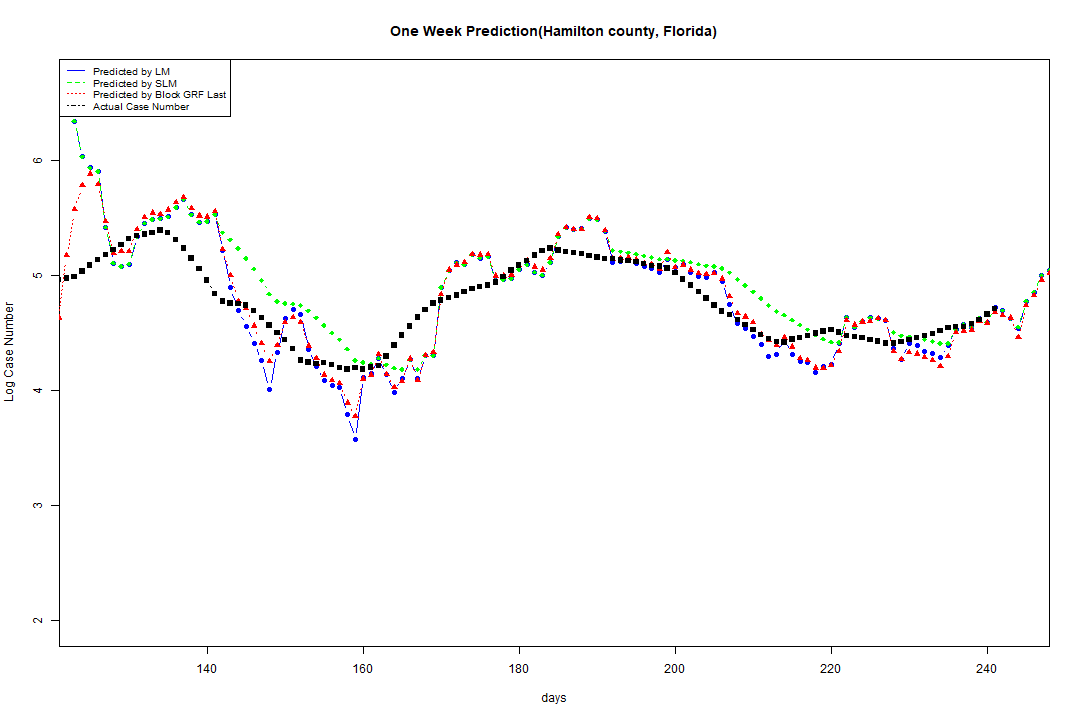 One Week Prediction(Hamilton county, Florida)
Predicted by LM
Predicted by SLM
Predicted by Block GRF Last
Actual Case Number
6
5
4
3
2
Log Case Number
140 160 180 200 220 240
days